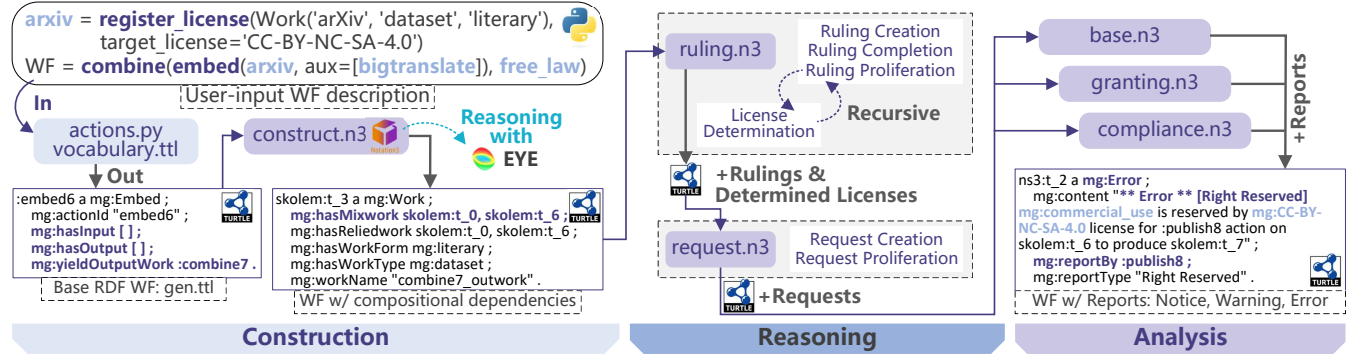 arxiv = register_license(Work('arXiv', 'dataset', 'literary'),
target_license='CC-BY-NC-SA-4.0')
WF = combine(embed(arxiv, aux=[bigtranslate]), free_law)
User-input WF description
In
actions.py
vocabulary.ttl
Out
construct.n3
Notation3
Reasoning
with
EYE
:embed6 a mg:Embed ;
mg:actionId "embed6" ;
mg:hasInput [ ] ;
mg:hasOutput [ ] ;
mg:yieldOutputWork :combine7 .
TURTLE
Base RDF WF: gen.ttl
skolem:t_3 a mg:Work ;
mg:hasMixwork skolem:t_0, skolem:t_6 ;
mg:hasReliedwork skolem:t_0, skolem:t_6 ;
mg:hasWorkForm mg:literary ;
mg:hasWorkType mg:dataset ;
mg:workName "combine7_outwork" .
TURTLE
WF w/ compositional dependencies
Construction
ruling.n3
Ruling Creation
Ruling Completion
Ruling Proliferation
License
Determination
Recursive
TURTLE
+Rulings &
Determined Licenses
request.n3
Request Creation
Request Proliferation
TURTLE
+Requests
Reasoning
base.n3
granting.n3
compliance.n3
+Reports
ns3:t_2 a mg:Error ;
mg:content "** Error ** [Right Reserved]
mg:commercial_use is reserved by mg:CC-BY-
NC-SA-4.0 license for :publish8 action on
skolem:t_6 to produce skolem:t_7" ;
mg:reportBy :publish8 ;
mg:reportType "Right Reserved" .
TURTLE
WF w/ Reports: Notice, Warning, Error
Analysis